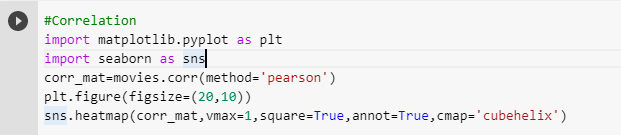 #Correlation
import matplotlib.pyplot as plt
import seaborn as sns
corr_mat=movies.corr(method='pearson')
plt.figure(figsize=(20,10))
sns.heatmap(corr_mat,vmax=1,square=True,annot=True,cmap='cubehelix')